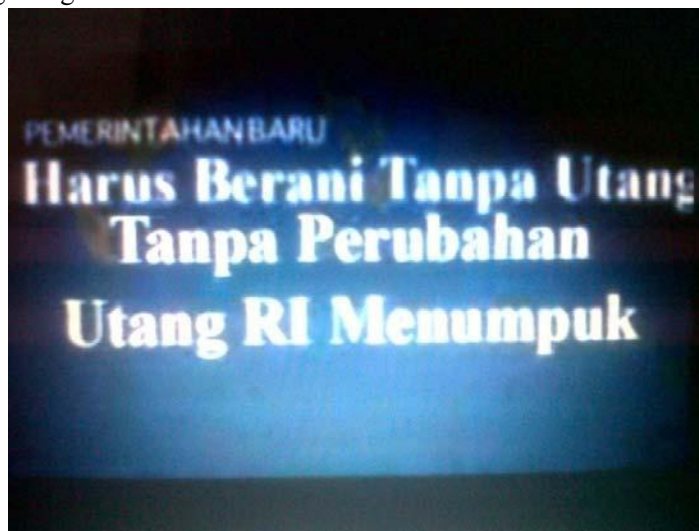 PEMERINTAHAN BARU
Harus Berani Tanpa Utang
Tanpa Perubahan
Utang RI Menumpuk